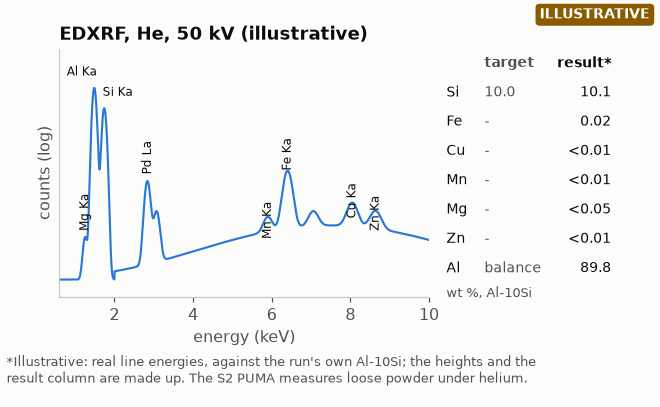 ILLUSTRATIVE
EDXRF, He, 50 kV (illustrative)
target result*
Al Ka
Si Ka
Mg Ka
Pd La
Fe Ka
Mn Ka
Cu Ka
Zn Ka
counts (log)
2 4 6 8 10
energy (keV)
Si 10.0 10.1
Fe - 0.02
Cu - <0.01
Mn - <0.01
Mg - <0.05
Zn - <0.01
Al balance 89.8
wt %, Al-10Si
*Illustrative: real line energies, against the run's own Al-10Si; the heights and the
result column are made up. The S2 PUMA measures loose powder under helium.